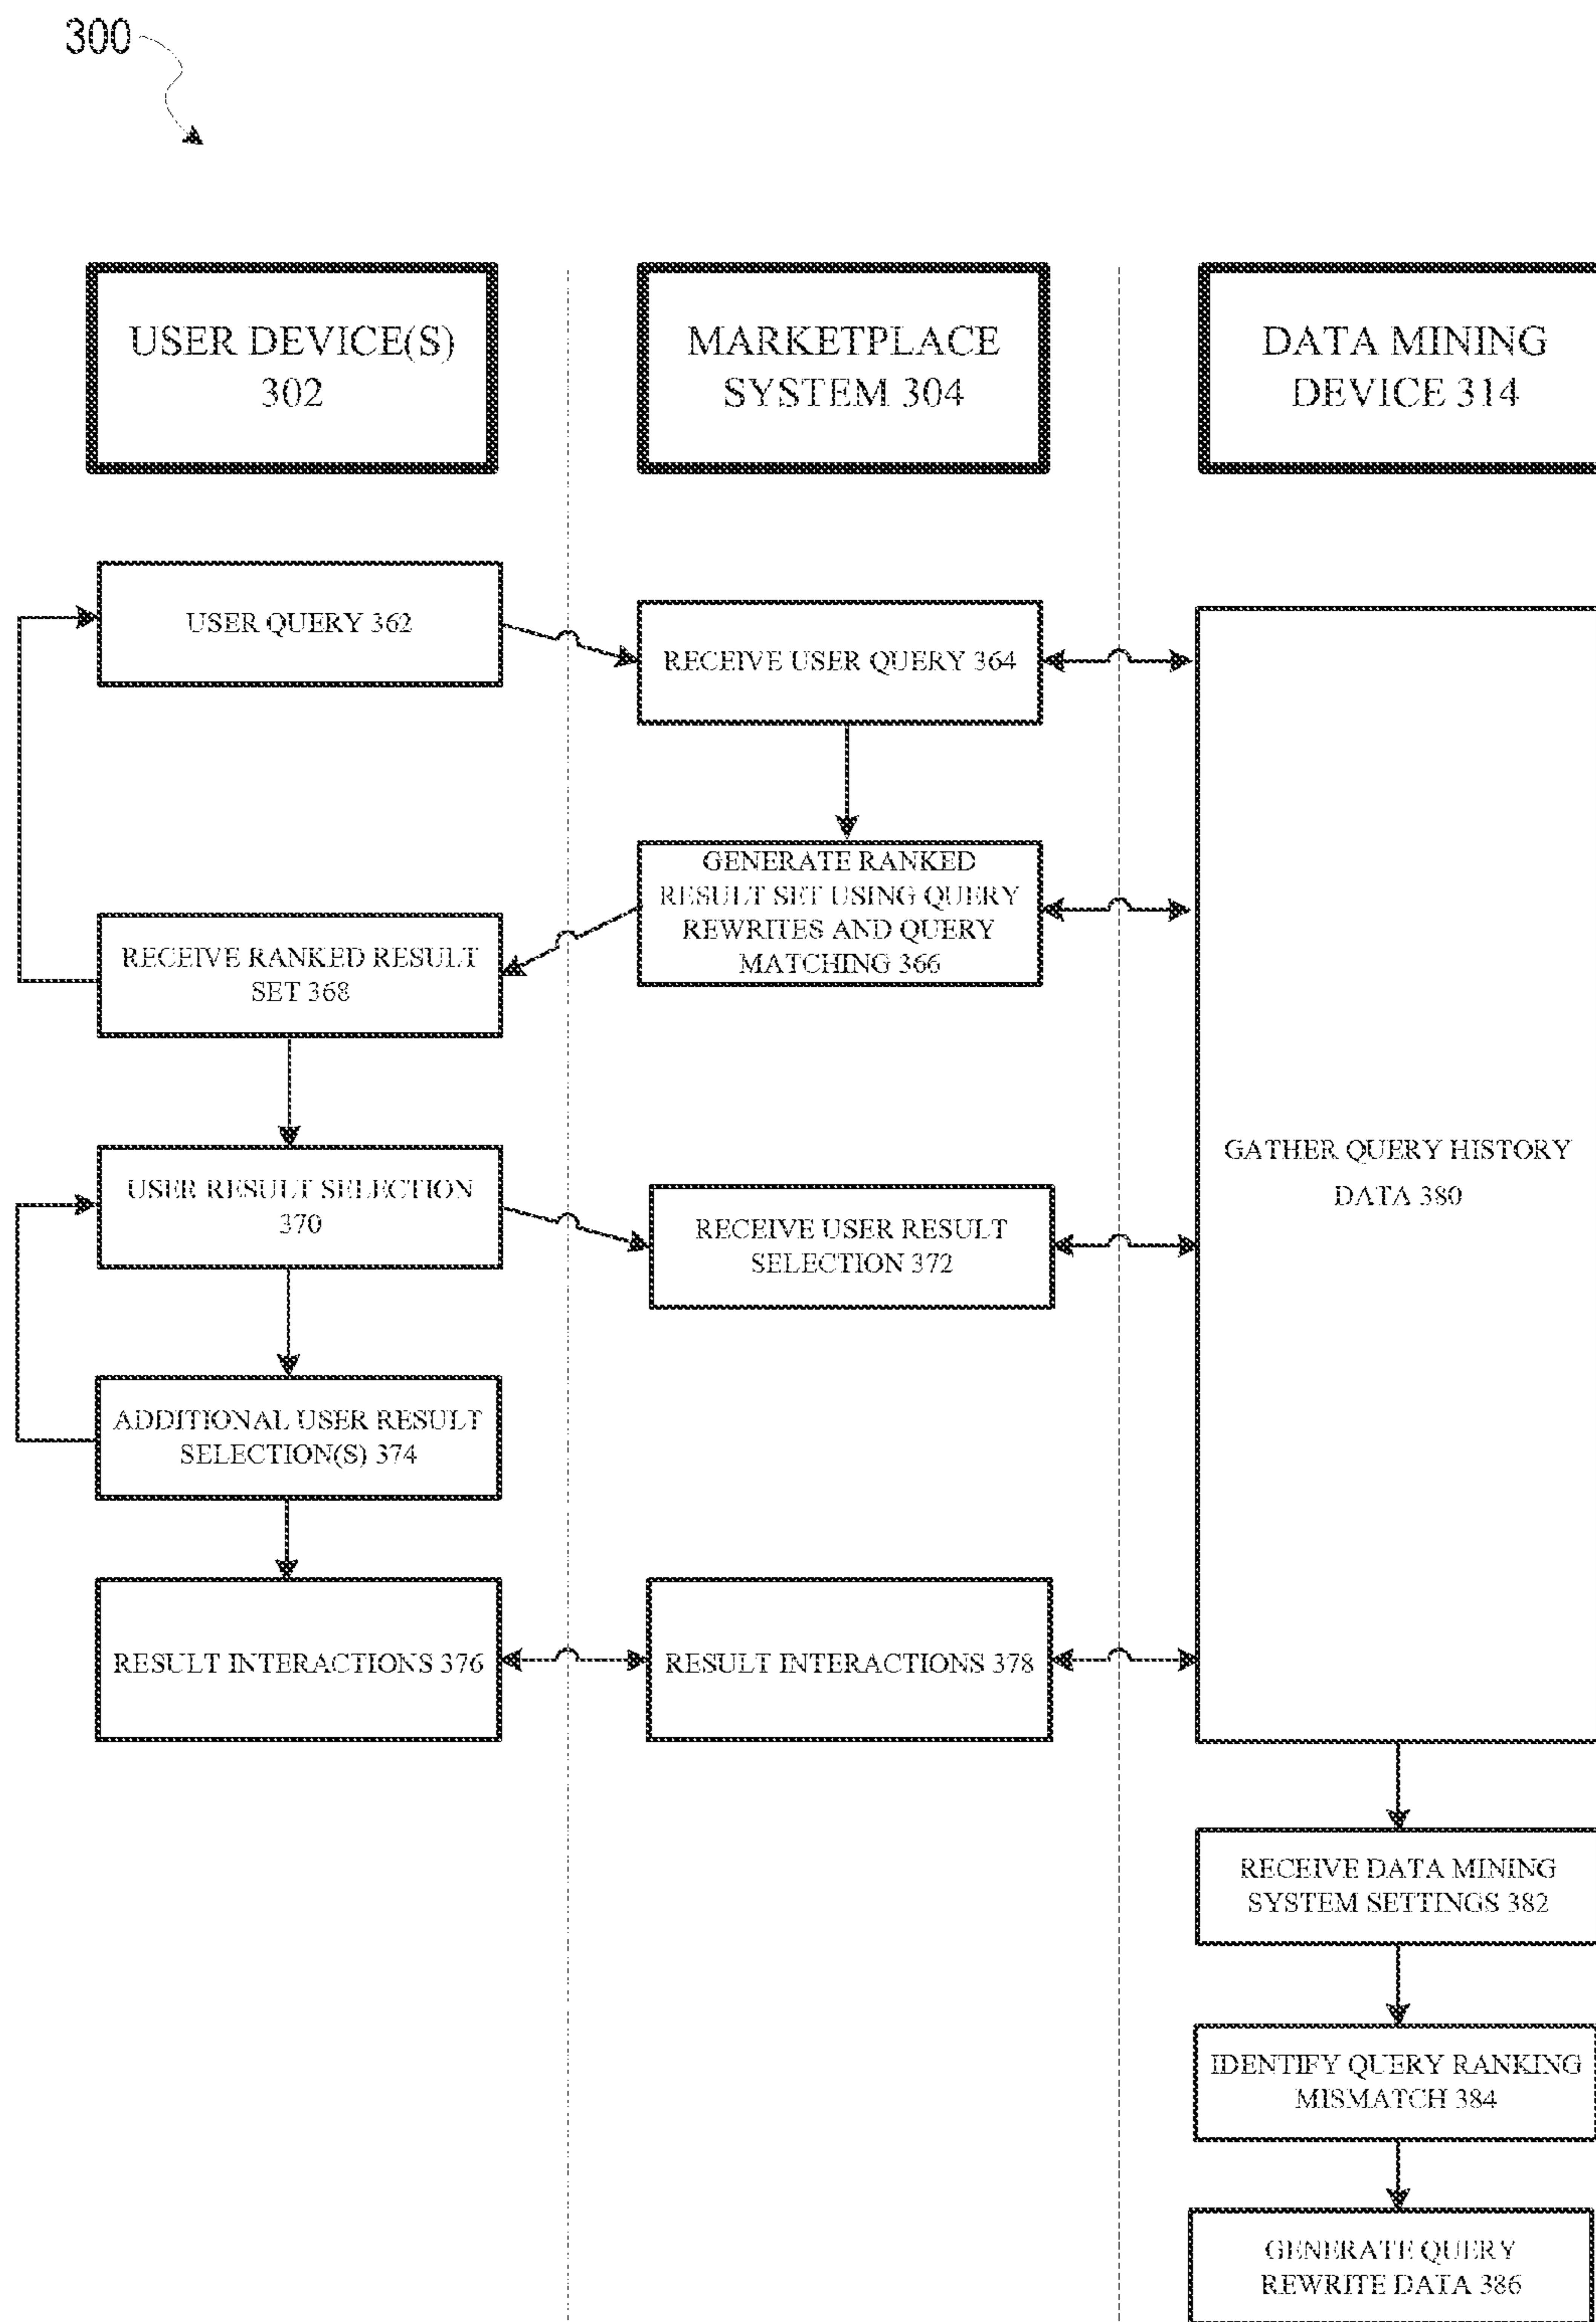 300
USER DEVICE(S)
302
MARKETPLACE
SYSTEM 304
DATA MINING
DEVICE 314
USER QUERY 362
RECEIVE USER QUERY 364
GENERATE RANKED
RESULT SET USING QUERY
REWRITES AND QUERY
MATCHING 366
RECEIVE RANKED RESULT
SET 368
GATHER QUERY HISTORY
DATA 380
USER RESULT SELECTION
370
RECEIVE USER RESULT
SELECTION 372
ADDITIONAL USER RESULT
SELECTION(S) 374
RESULT INTERACTIONS 376
RESULT INTERACTIONS 378
RECEIVE DATA MINING
SYSTEM SETTINGS 382
IDENTIFY QUERY RANKING
MISMATCH 384
GENERATE QUERY
REWRITE DATA 386